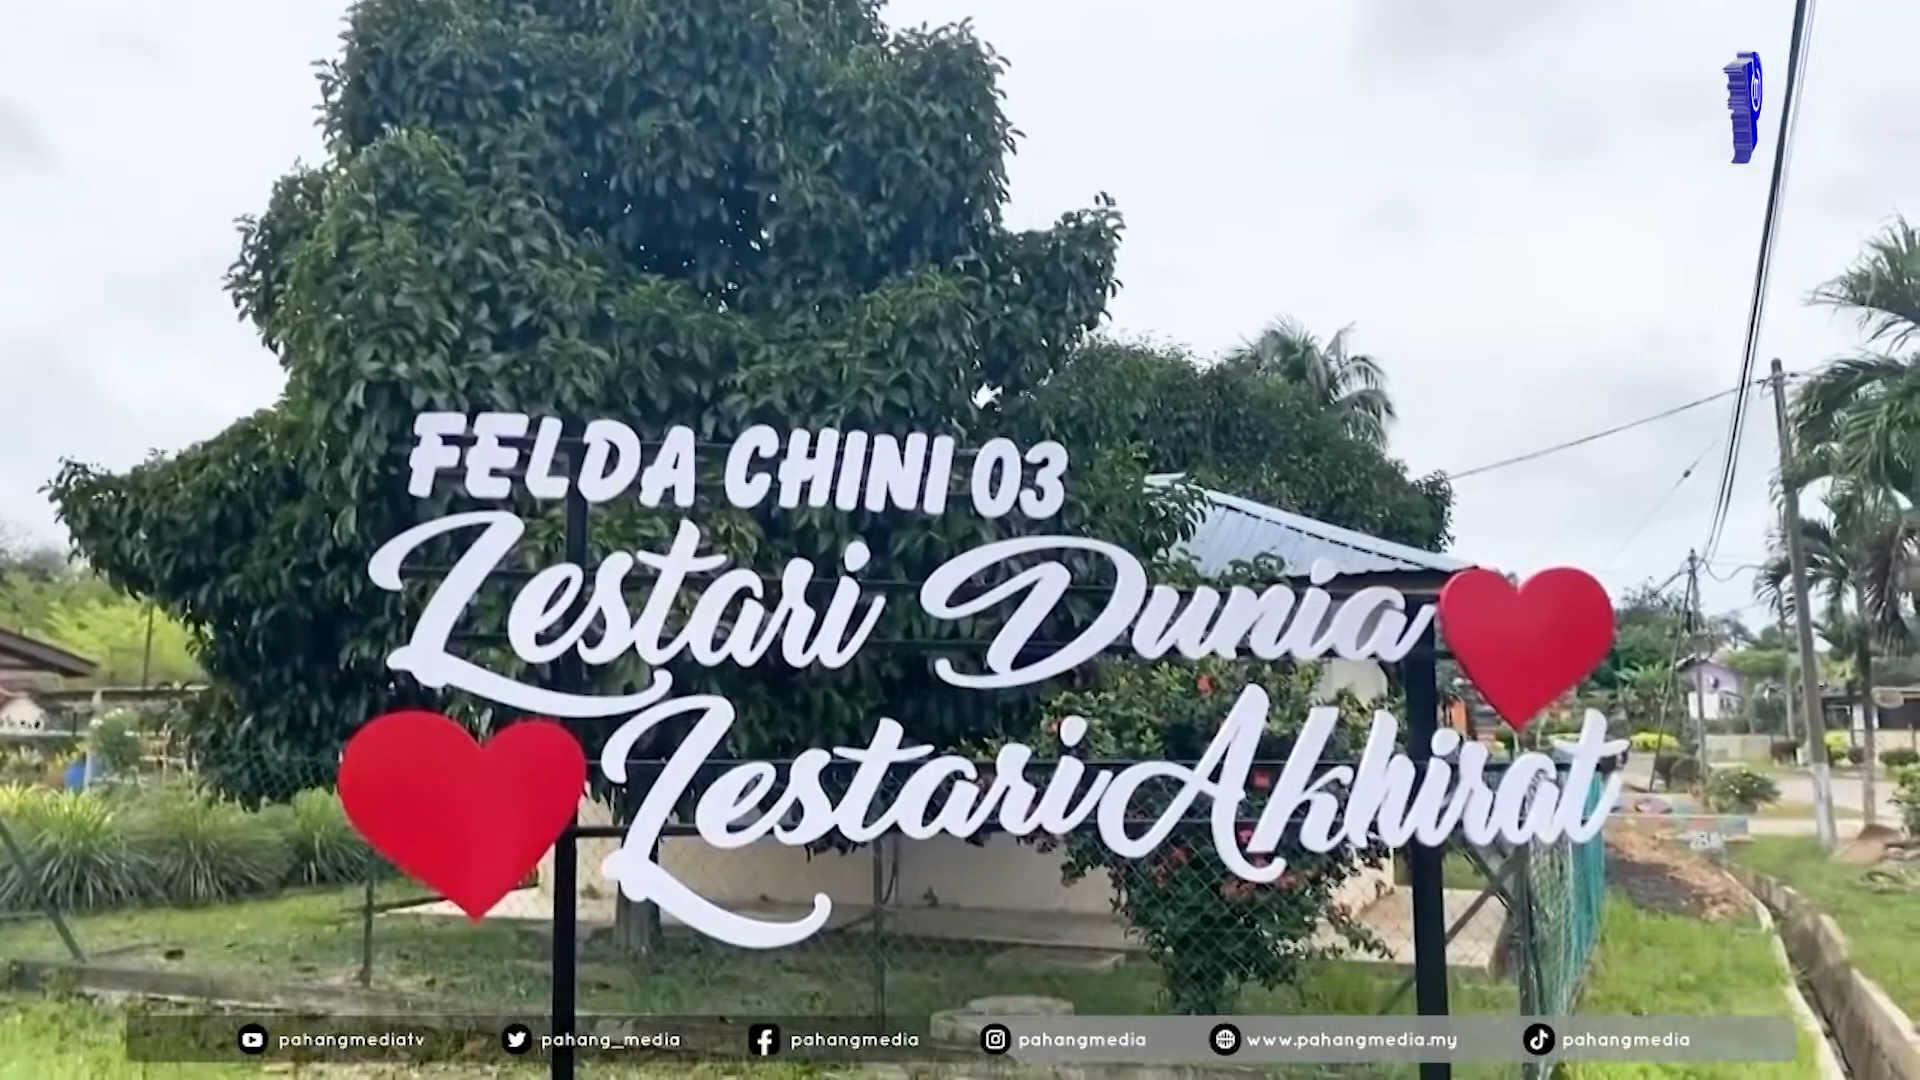 FELDA CHINI 03
Lestari Dunia
Lestari Akhirat
pahangmediatv pahang_media pahangmedia pahangmedia www.pahangmedia.my pahangmedia